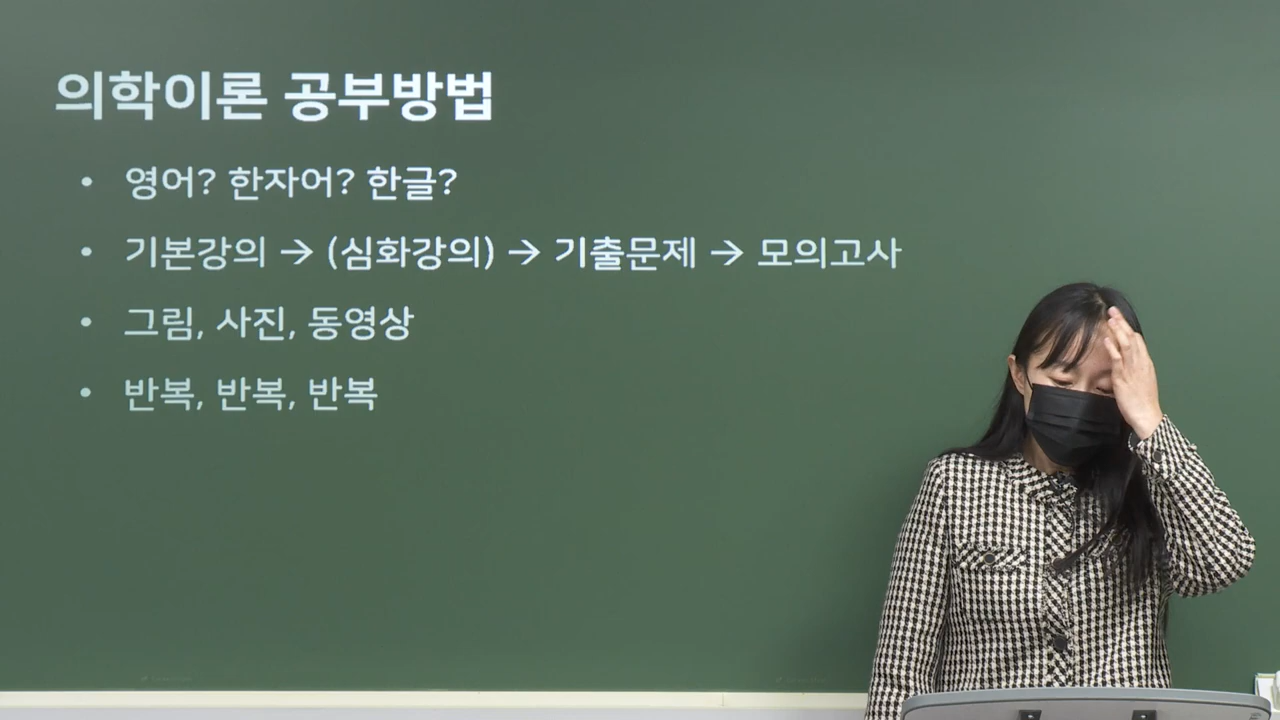 의학이론 공부방법
• 영어? 한자어? 한글?
• 기본강의 → (심화강의) → 기출문제 → 모의고사
• 그림, 사진, 동영상
• 반복, 반복, 반복